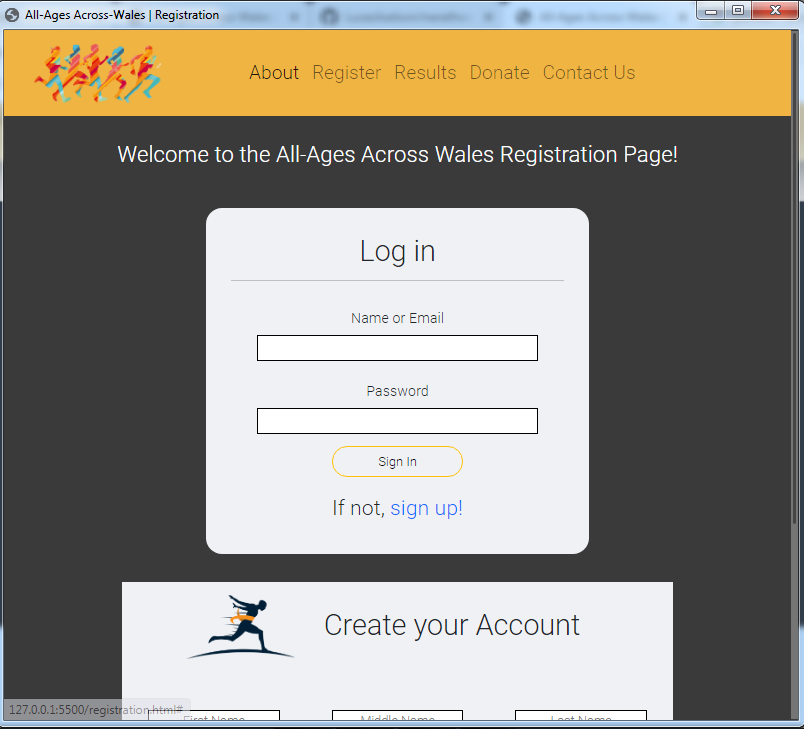 All-Ages Across-Wales | Registration
About Register Results Donate Contact Us
Welcome to the All-Ages Across Wales Registration Page!
Log in
Name or Email
Password
Sign In
If not, sign up!
Create your Account
127.0.0.1:5500/registration.html#
First Name Middle Name Last Name